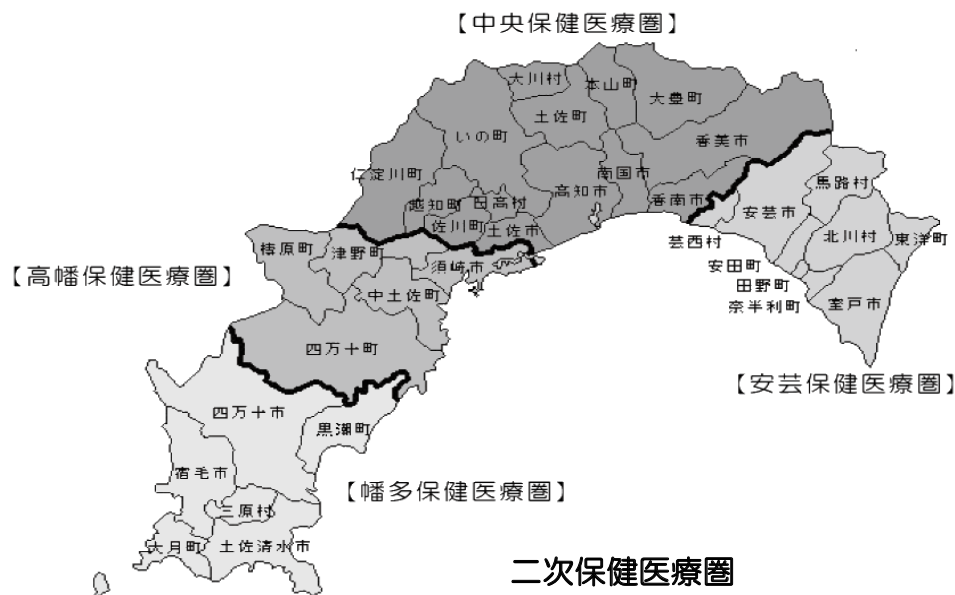 【中央保健医療圏】
大川村
本山町
大豊町
土佐町
いの町
香美市
仁淀川町
南国市
高知市
越知町
日高村
香南市
佐川町
土佐市
馬路村
安芸市
芸西村
北川村
東洋町
梼原町
津野町
須崎市
安田町
【高幡保健医療圏】
田野町
中土佐町
奈半利町
室戸市
四万十町
【安芸保健医療圏】
四万十市
黒潮町
宿毛市
【幡多保健医療圏】
三原村
大月町
土佐清水市
二次保健医療圏